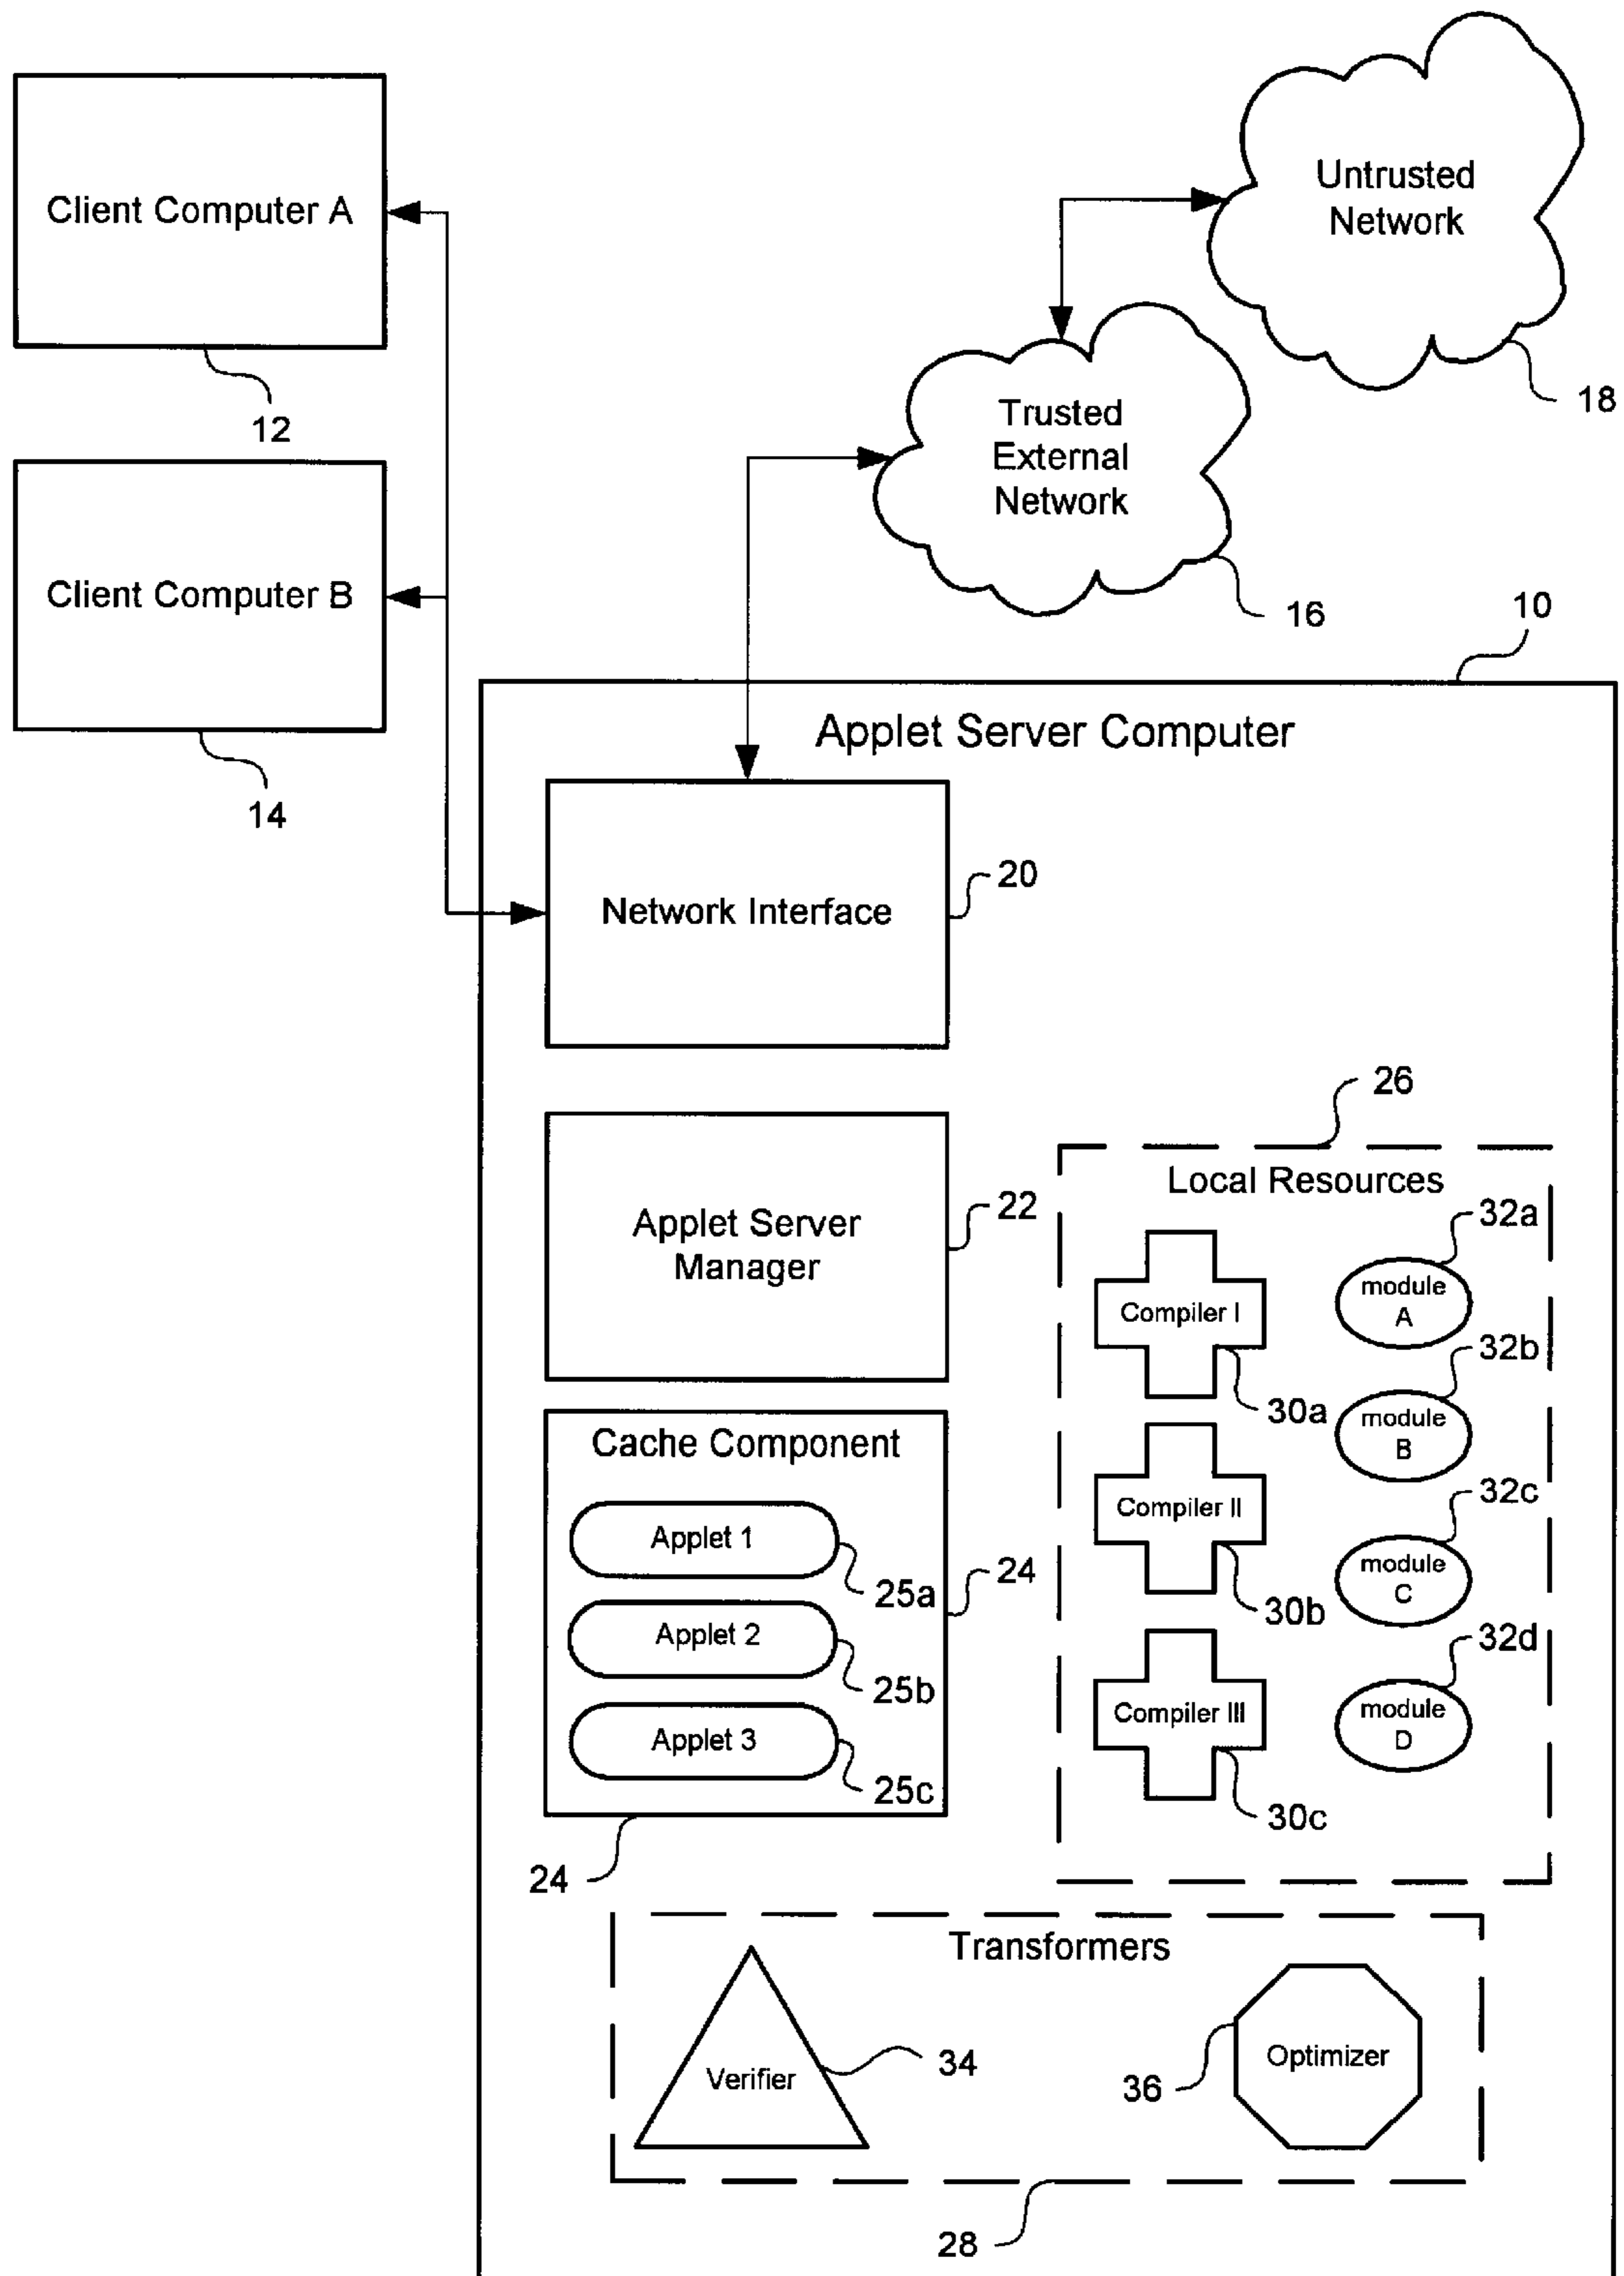 Client Computer A
12
Client Computer B
14
Untrusted
Network
18
Trusted
External
Network
16
10
Applet Server Computer
Network Interface
20
Applet Server
Manager
22
Cache Component
Applet 1
25a
Applet 2
25b
Applet 3
25c
24
24
26
Local Resources
Compiler I
30a
Compiler II
30b
Compiler III
30c
module
A
32a
module
B
32b
module
C
32c
module
D
32d
Transformers
Verifier
34
Optimizer
36
28